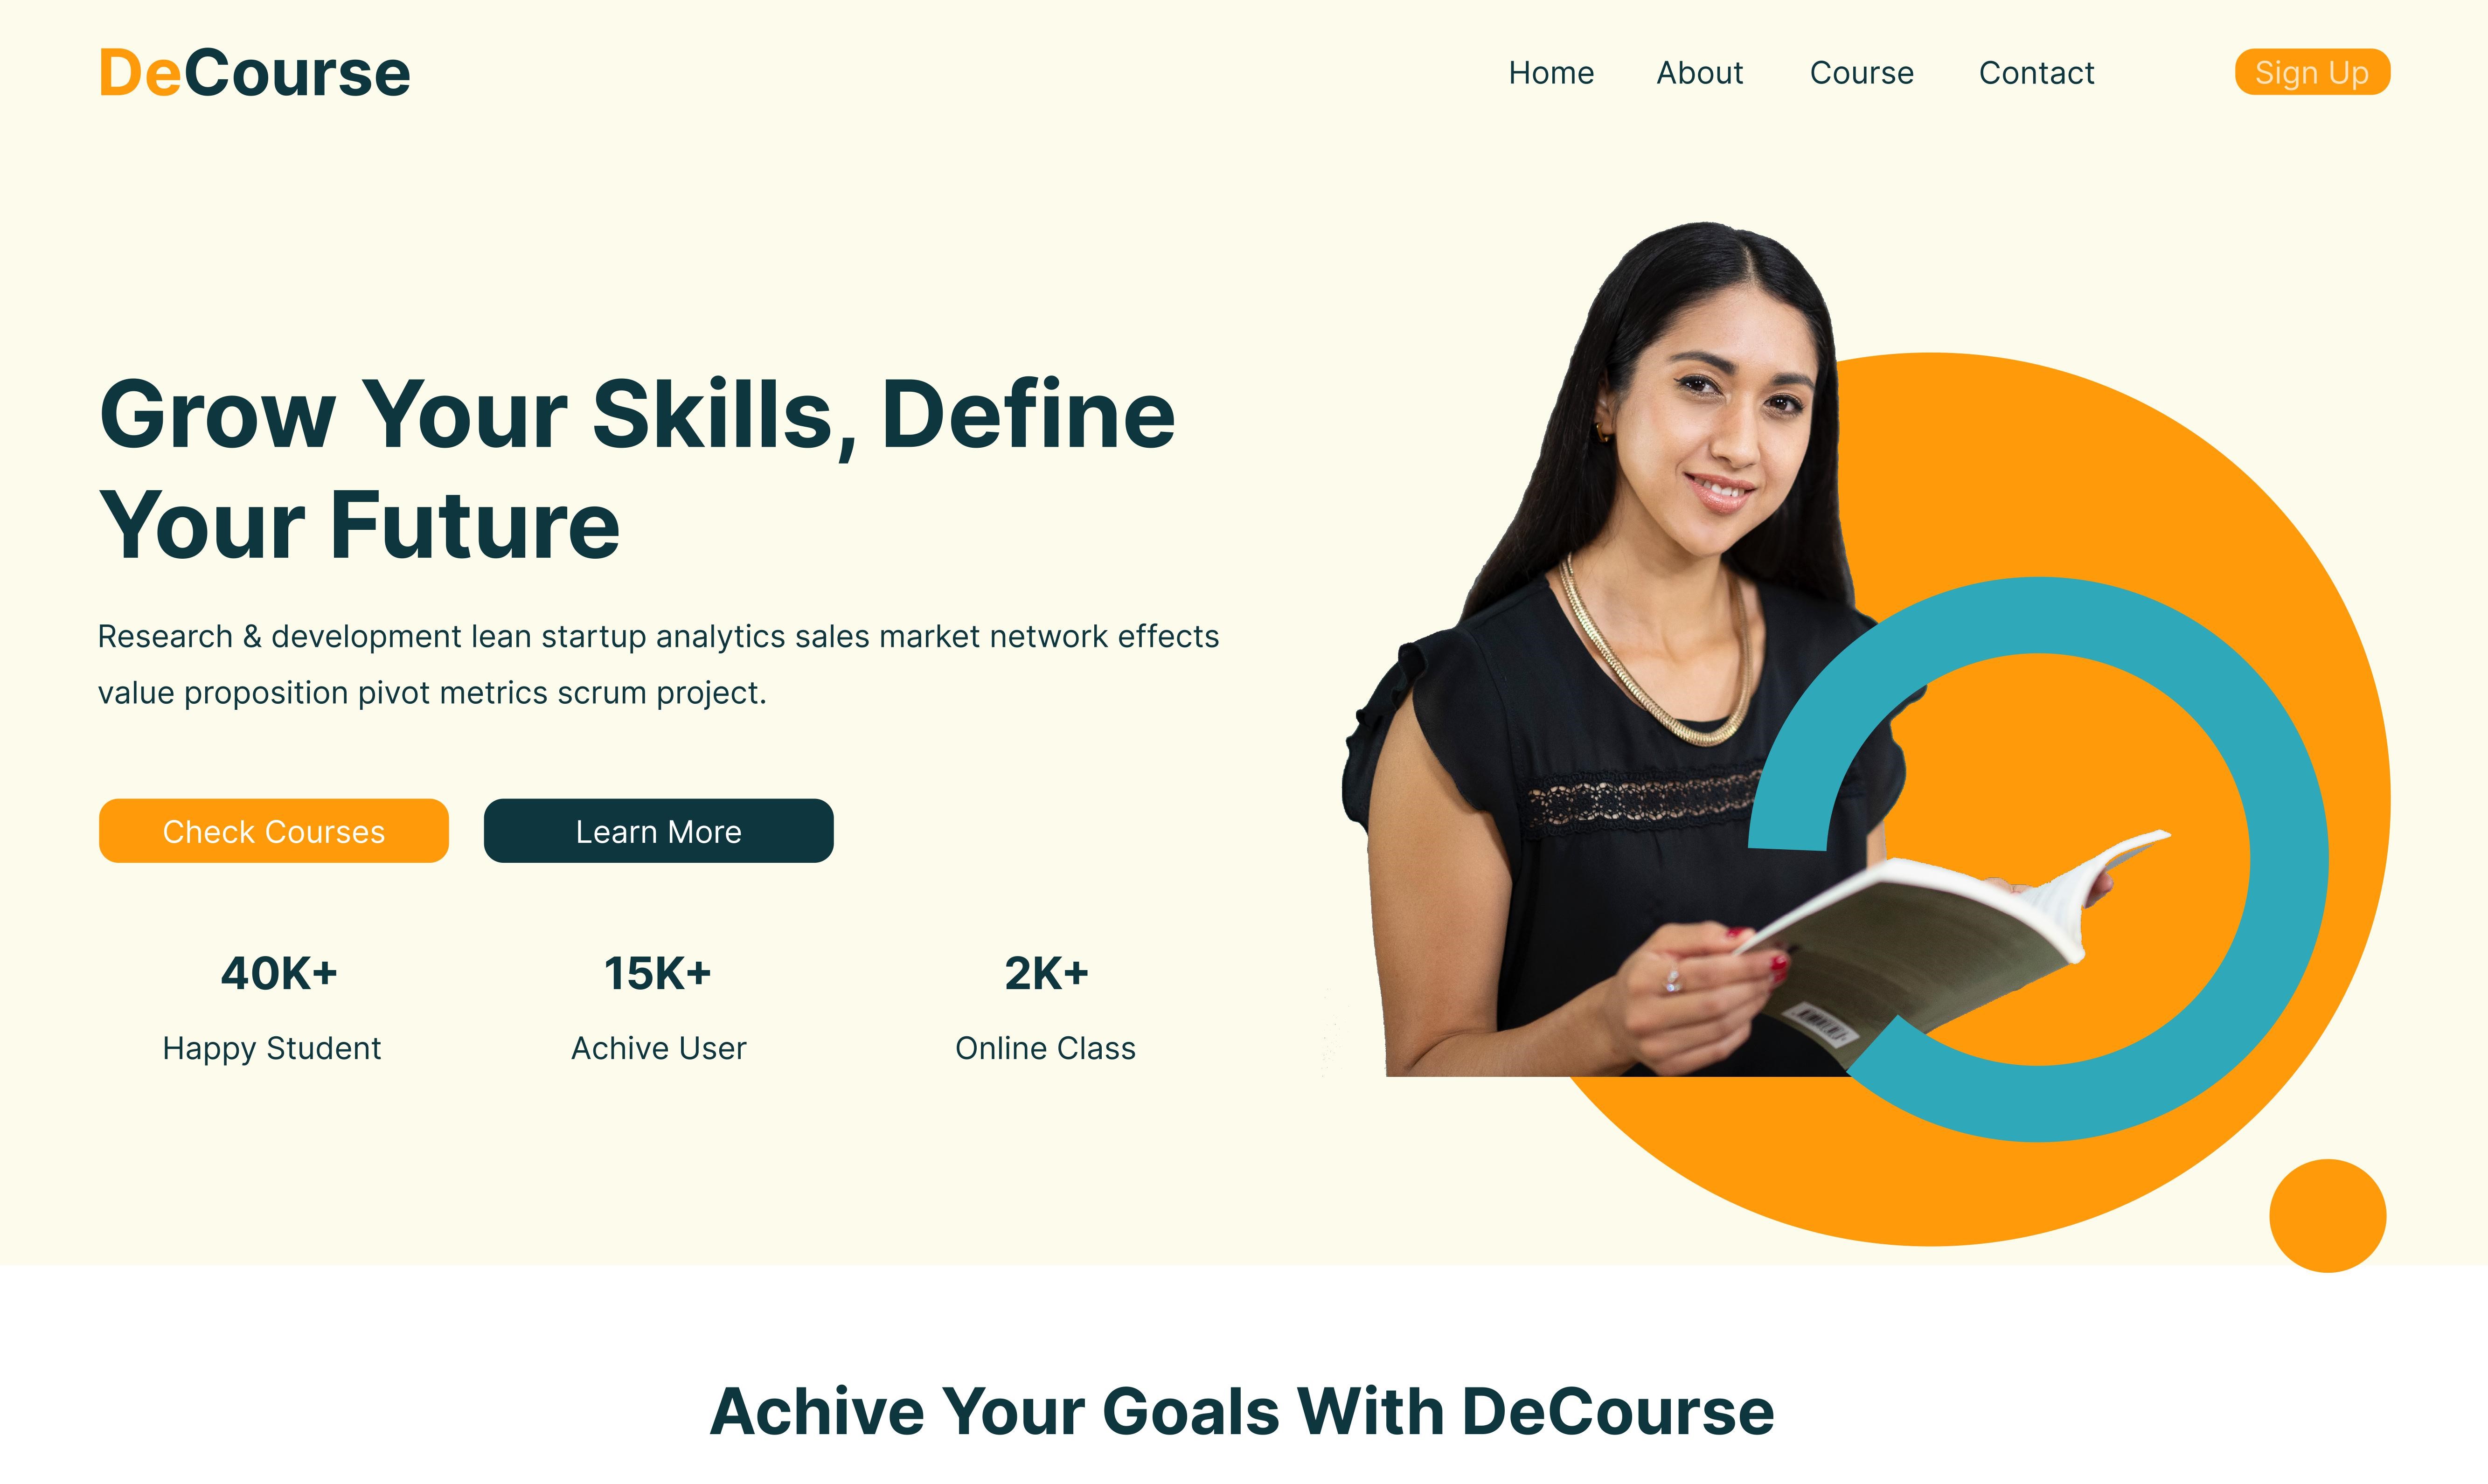 DeCourse
Home About Course Contact Sign Up
Grow Your Skills, Define
Your Future
Research & development lean startup analytics sales market network effects
value proposition pivot metrics scrum project.
Check Courses Learn More
40K+ 15K+ 2K+
Happy Student Achive User Online Class
Achive Your Goals With DeCourse